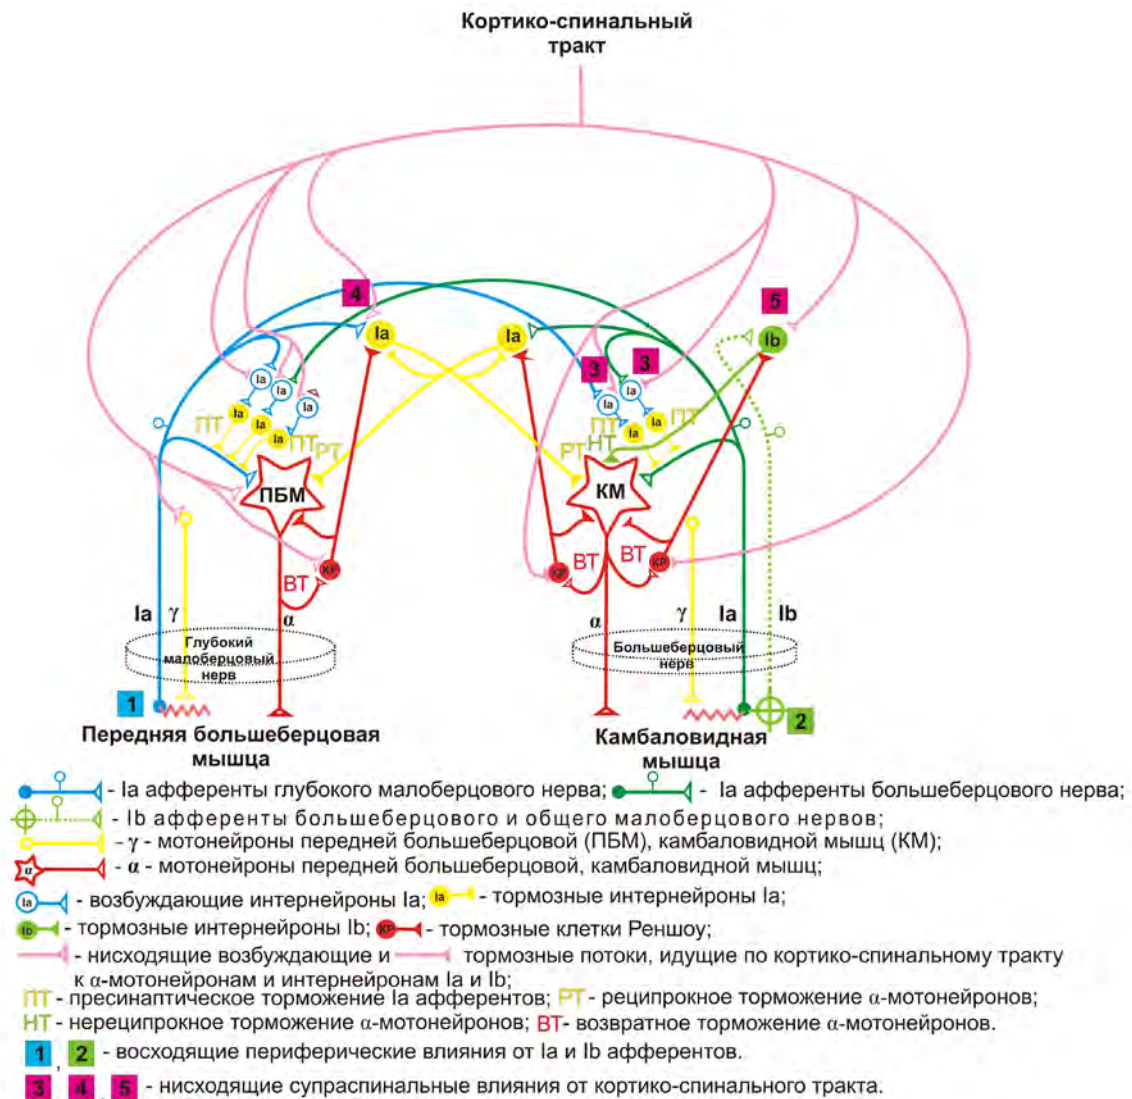 Кортико-спинальный
тракт
4
5
Ia
Ia
Ib
3
3
Ia
Ia
Ia
Ia
Ia
Ia
Ia
Ia
Ia
Ia
ПТ
ПТ
РТ
ПТ
ПТ
РТ
НТ
ПБМ
КМ
ВТ
КР
ВТ
ВТ
КР
КР
Ia
γ
α
α
γ
Ia
Ib
Глубокий
малоберцовый
нерв
Большеберцовый
нерв
1
2
Передняя большеберцовая
мышца
Камбаловидная
мышца
- Ia афференты глубокого малоберцового нерва; - Ia афференты большеберцового нерва;
- Ib афференты большеберцового и общего малоберцового нервов;
- γ - мотонейроны передней большеберцовой (ПБМ), камбаловидной мышц (КМ);
α - α - мотонейроны передней большеберцовой, камбаловидной мышц;
Ia - возбуждающие интернейроны Ia; Ia - тормозные интернейроны Ia;
Ib - тормозные интернейроны Ib; КР - тормозные клетки Реншоу;
- нисходящие возбуждающие и тормозные потоки, идущие по кортико-спинальному тракту
к α-мотонейронам и интернейронам Ia и Ib;
ПТ - пресинаптическое торможение Ia афферентов; РТ - реципрокное торможение α-мотонейронов;
НТ - нереципрокное торможение α-мотонейронов; ВТ- возвратное торможение α-мотонейронов.
1 , 2 - восходящие периферические влияния от Ia и Ib афферентов.
3 4 5 - нисходящие супраспинальные влияния от кортико-спинального тракта.